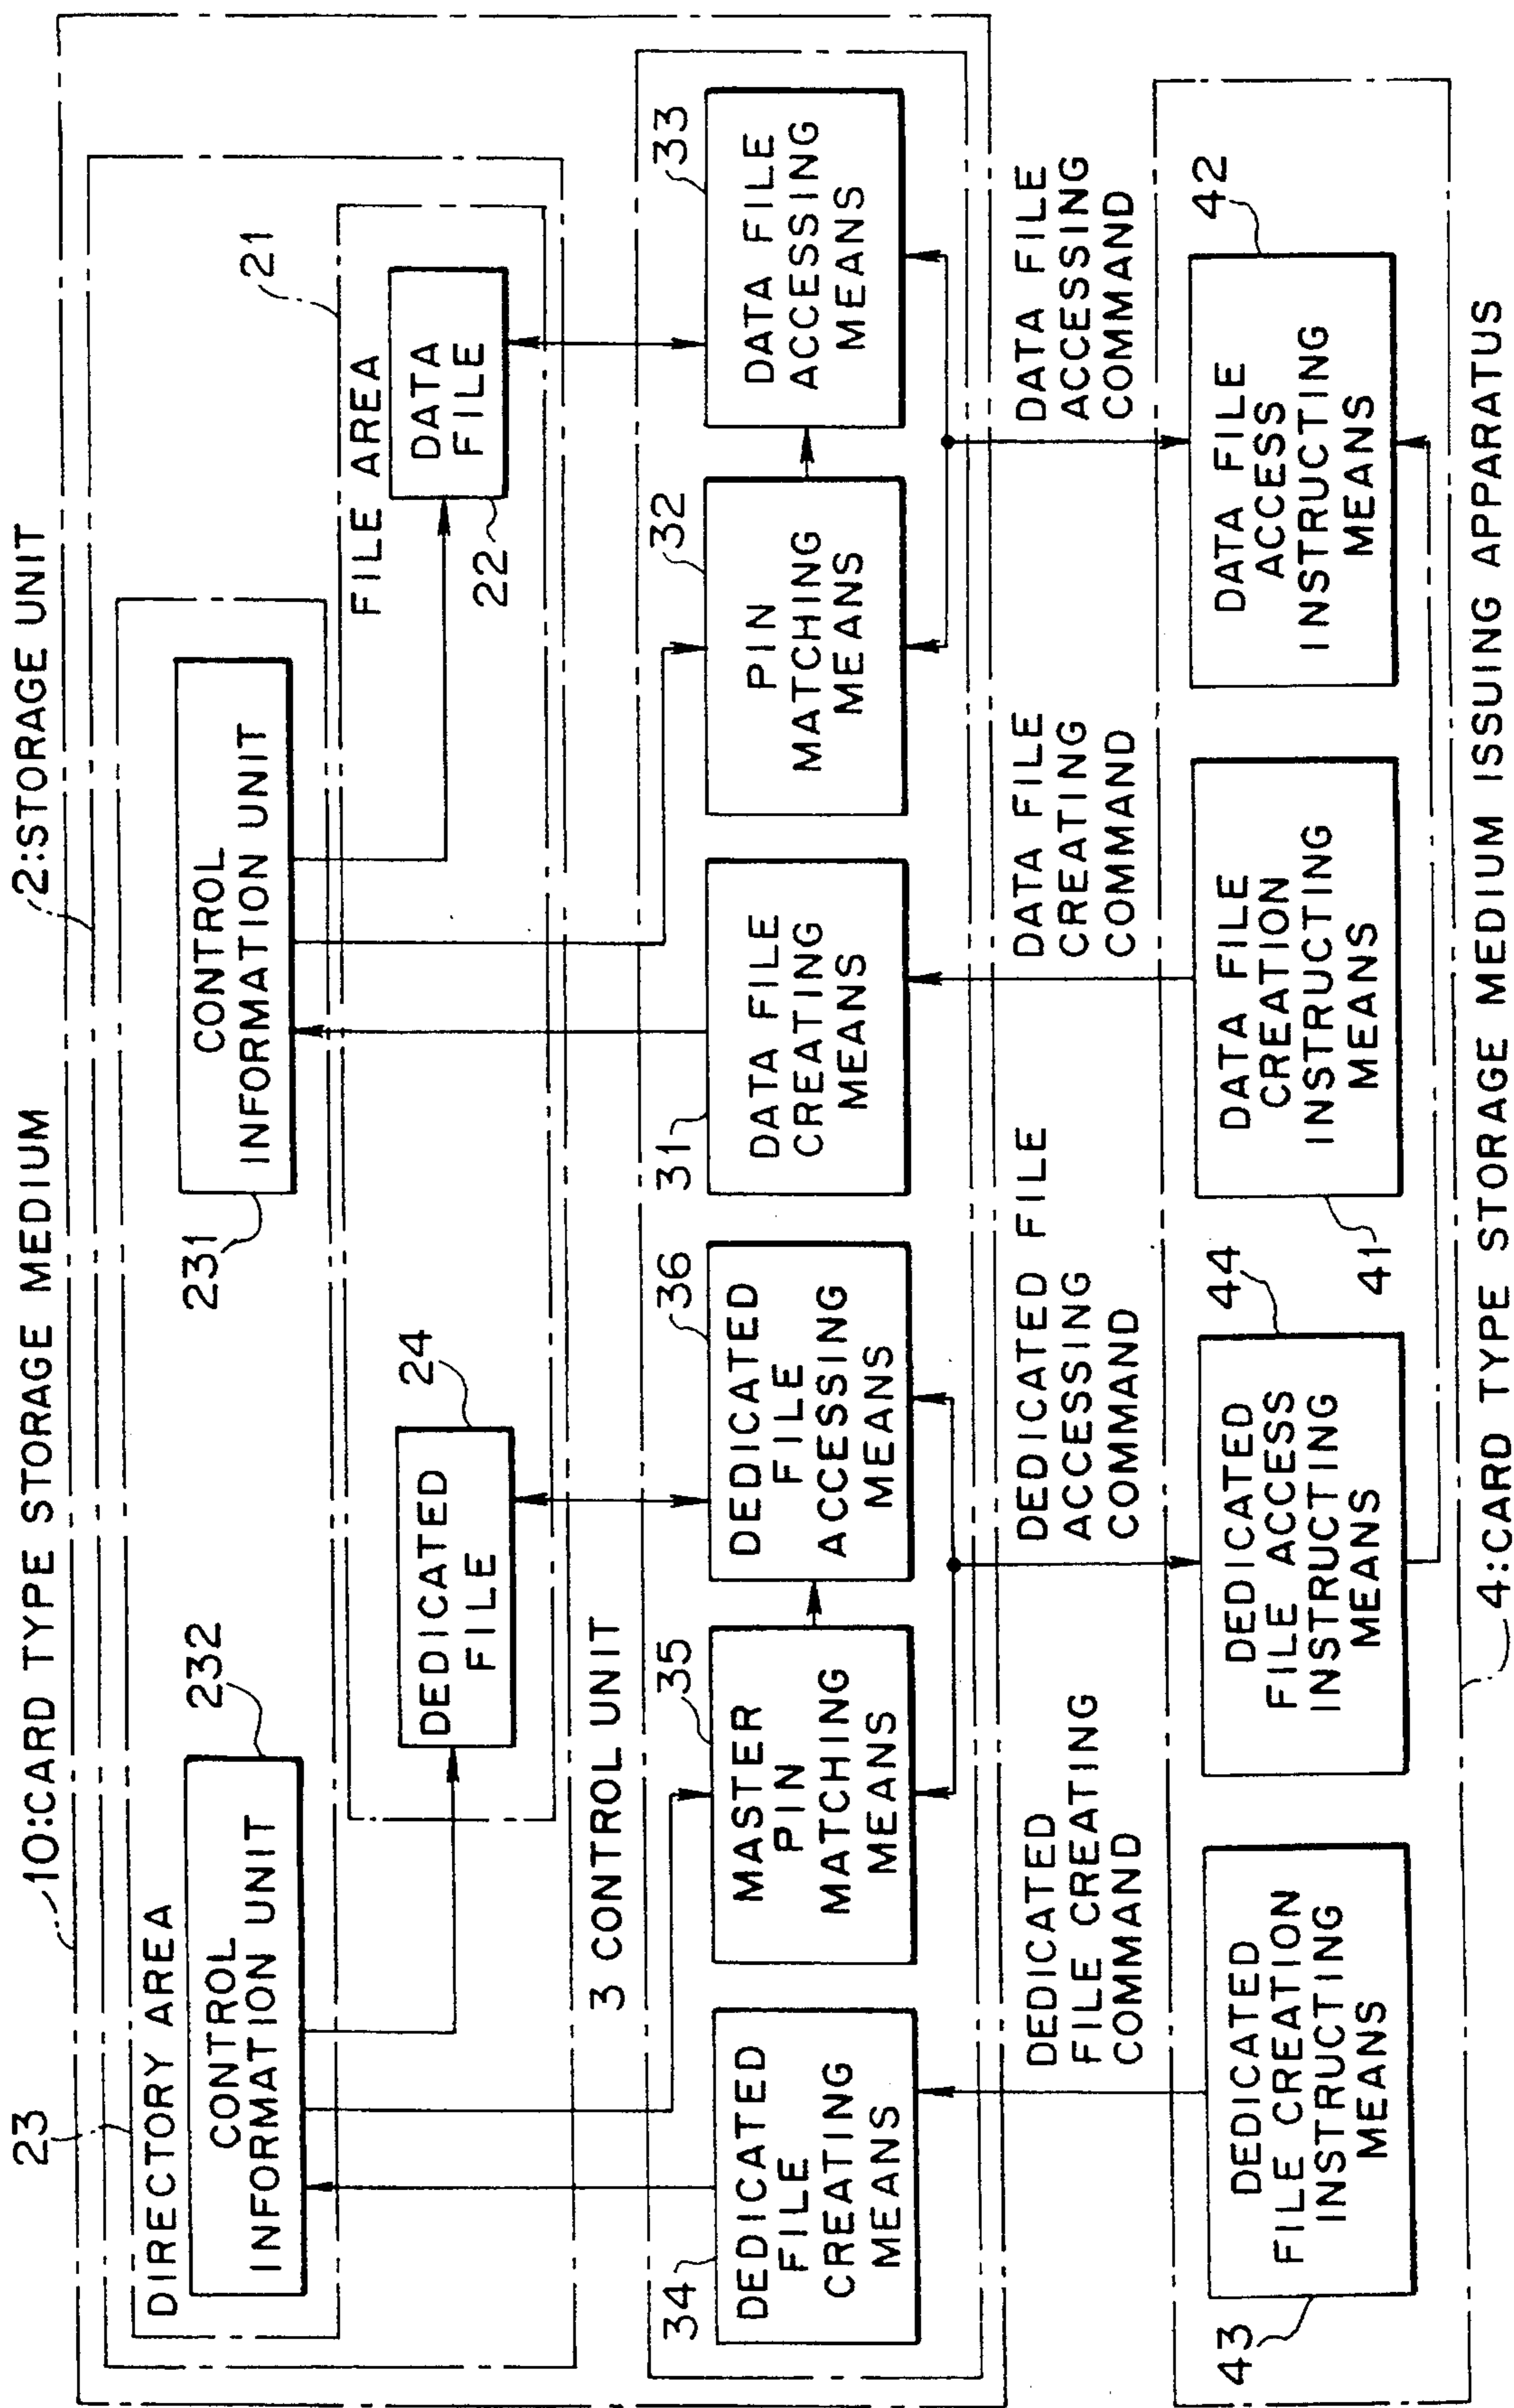 10:CARD TYPE STORAGE MEDIUM
2:STORAGE UNIT
23
DIRECTORY AREA
CONTROL
INFORMATION UNIT
232
CONTROL
INFORMATION UNIT
231
21
FILE AREA
DEDICATED
FILE
24
DATA
FILE
22
3 CONTROL UNIT
34
DEDICATED
FILE
CREATING
MEANS
35
MASTER
PIN
MATCHING
MEANS
36
DEDICATED
FILE
ACCESSING
MEANS
31
DATA FILE
CREATING
MEANS
32
PIN
MATCHING
MEANS
33
DATA FILE
ACCESSING
MEANS
DEDICATED
FILE CREATING
COMMAND
DEDICATED FILE
ACCESSING
COMMAND
DATA FILE
CREATING
COMMAND
DATA FILE
ACCESSING
COMMAND
43
DEDICATED
FILE CREATION
INSTRUCTING
MEANS
44
DEDICATED
FILE ACCESS
INSTRUCTING
MEANS
41
DATA FILE
CREATION
INSTRUCTING
MEANS
42
DATA FILE
ACCESS
INSTRUCTING
MEANS
4:CARD TYPE STORAGE MEDIUM ISSUING APPARATUS